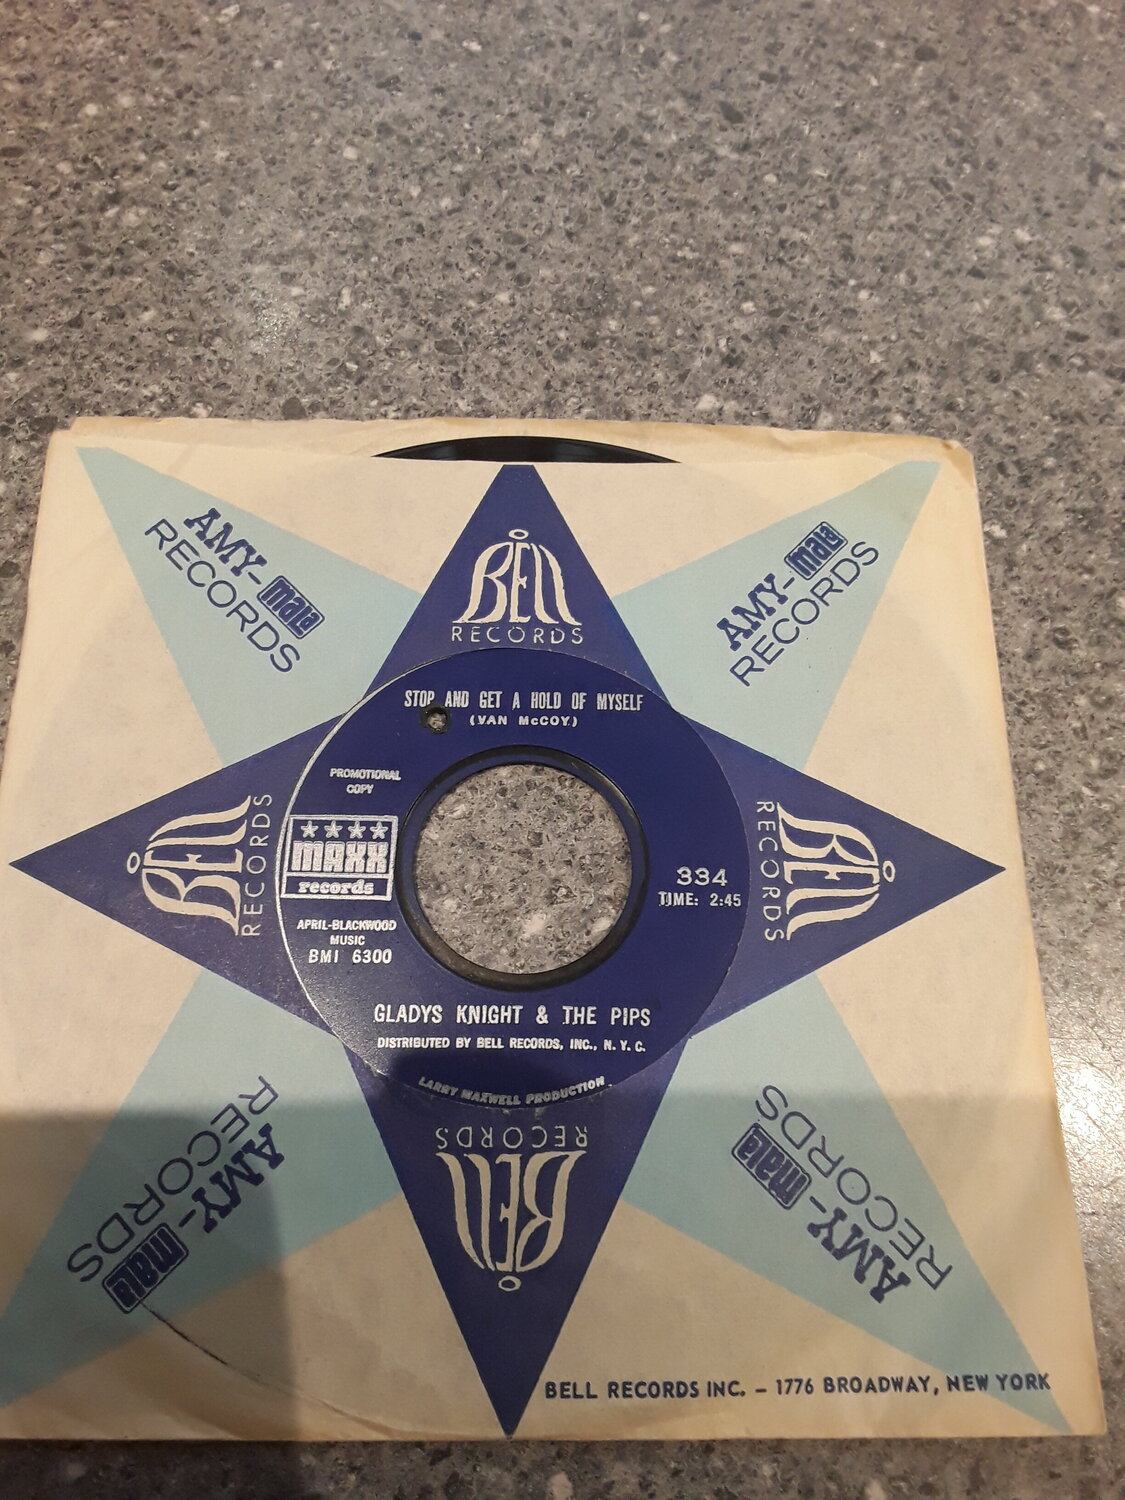 AMY-mala
RECORDS
BELL
RECORDS
AMY-mala
RECORDS
STOP AND GET A HOLD OF MYSELF
(VAN McCOY)
PROMOTIONAL
COPY
MAXX
records
APRIL-BLACKWOOD
MUSIC
BMI 6300
334
TIME: 2:45
GLADYS KNIGHT & THE PIPS
DISTRIBUTED BY BELL RECORDS, INC., N. Y. C.
LARRY MAXWELL PRODUCTION
BELL
RECORDS
BELL
RECORDS
BELL
RECORDS
AMY-mala
RECORDS
AMY-mala
RECORDS
BELL RECORDS INC. – 1776 BROADWAY, NEW YORK